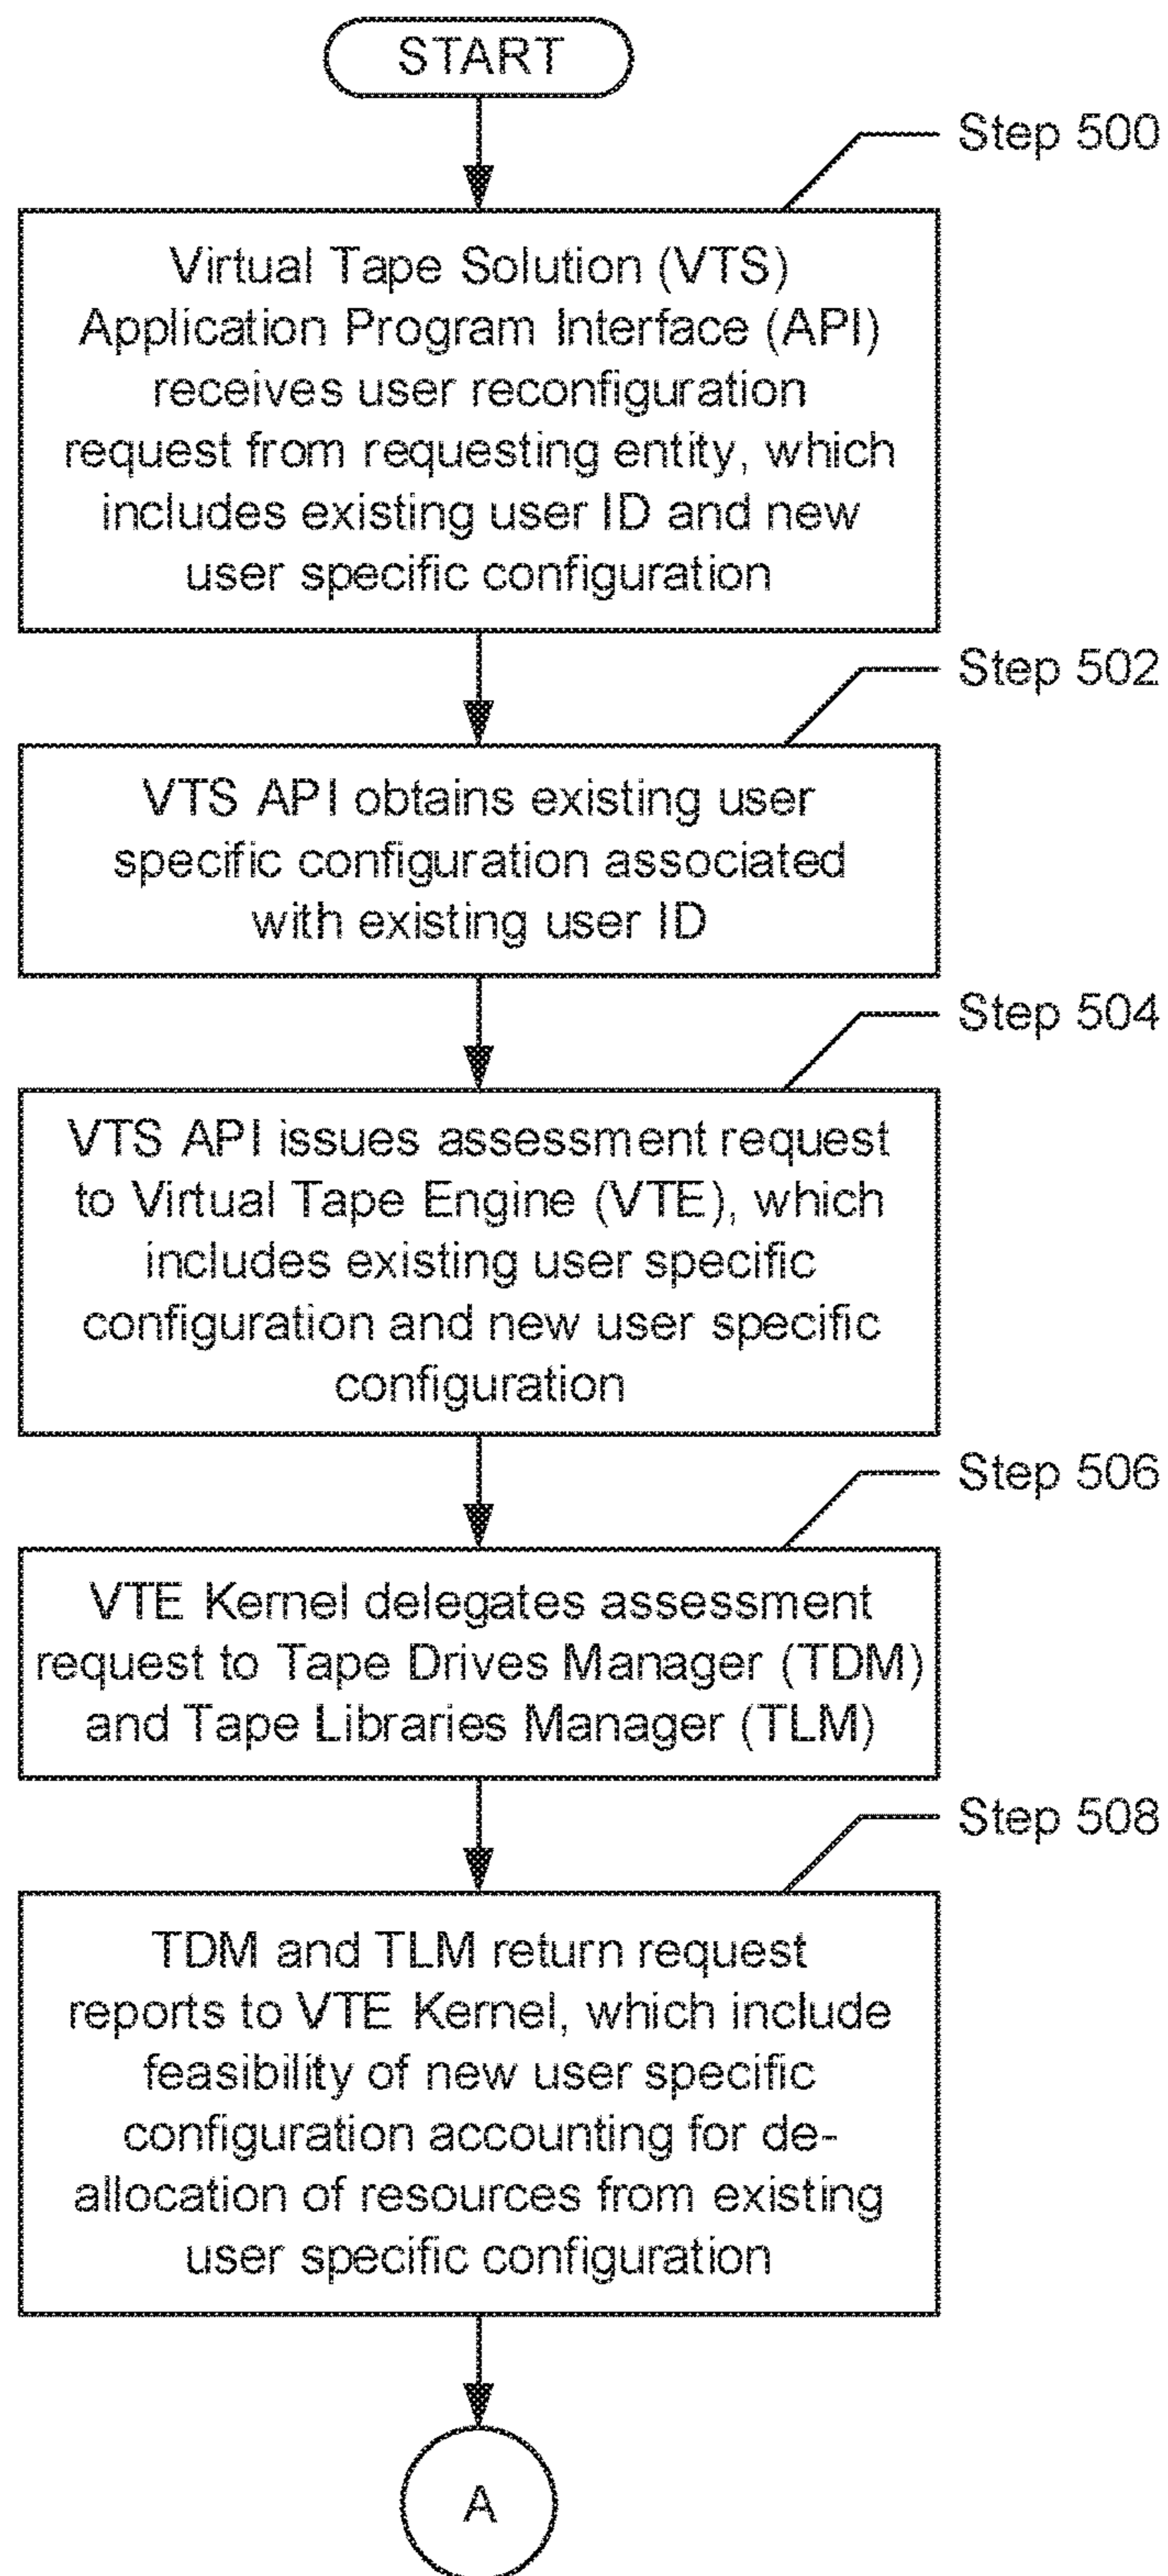 START
Step 500
Virtual Tape Solution (VTS)
Application Program Interface (API)
receives user reconfiguration
request from requesting entity, which
includes existing user ID and new
user specific configuration
Step 502
VTS API obtains existing user
specific configuration associated
with existing user ID
Step 504
VTS API issues assessment request
to Virtual Tape Engine (VTE), which
includes existing user specific
configuration and new user specific
configuration
Step 506
VTE Kernel delegates assessment
request to Tape Drives Manager (TDM)
and Tape Libraries Manager (TLM)
Step 508
TDM and TLM return request
reports to VTE Kernel, which include
feasibility of new user specific
configuration accounting for de-
allocation of resources from existing
user specific configuration
A